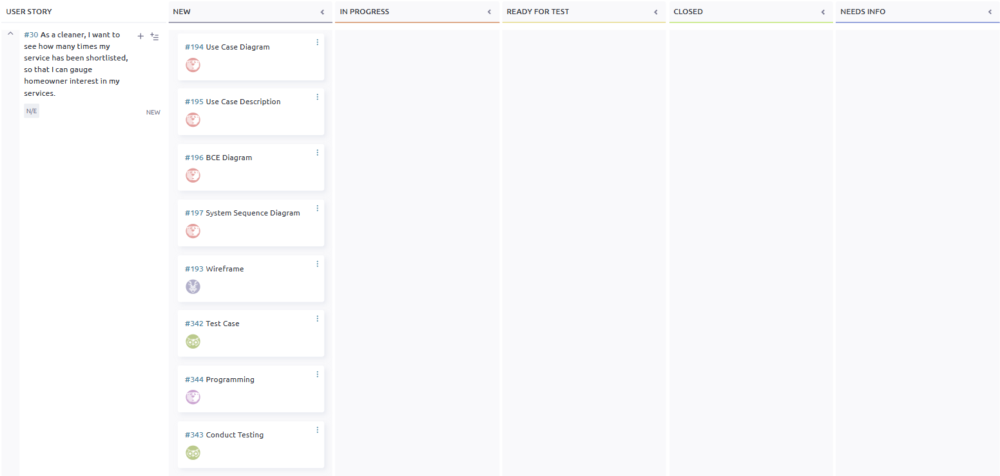 USER STORY
NEW
IN PROGRESS
READY FOR TEST
CLOSED
NEEDS INFO
#30 As a cleaner, I want to
see how many times my
service has been shortlisted,
so that I can gauge
homeowner interest in my
services.
N/E
NEW
#194 Use Case Diagram
#195 Use Case Description
#196 BCE Diagram
#197 System Sequence Diagram
#193 Wireframe
#342 Test Case
#344 Programming
#343 Conduct Testing